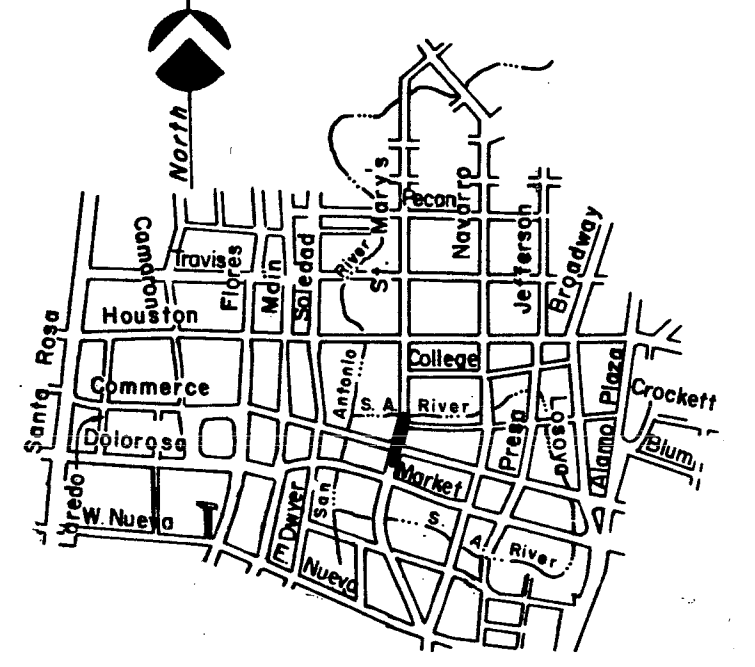 North
St. Mary's
Pecan
Navarro
Camaron
Travis
Flores
Main
Soledad
River
Jefferson
Broadway
Houston
Santa Rosa
College
Antonio
Commerce
S. A. River
Alamo Plaza
Crockett
Dolorosa
Presa
Losoya
Blum
Market
San
Laredo
W. Nueva
E Dwyer
Nueva
S. A. River